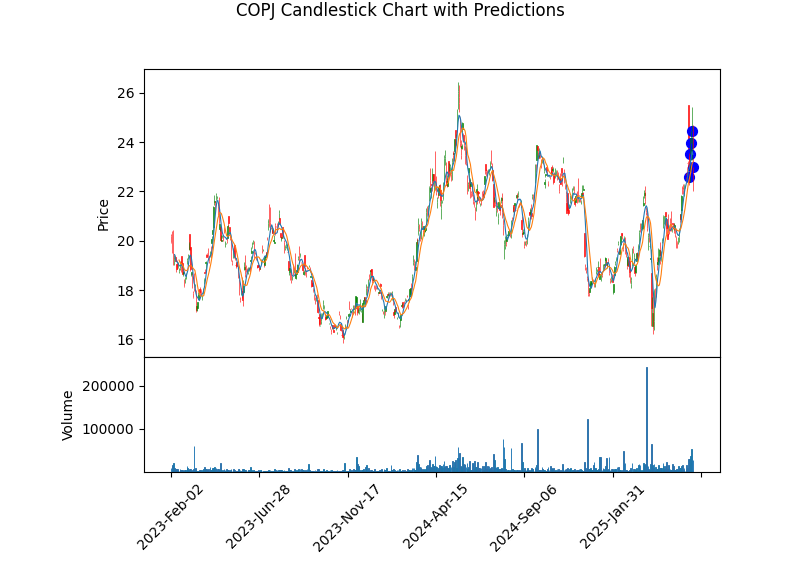 COPJ Candlestick Chart with Predictions
26
24
22
20
18
16
Price
200000
100000
Volume
2023-Feb-02
2023-Jun-28
2023-Nov-17
2024-Apr-15
2024-Sep-06
2025-Jan-31